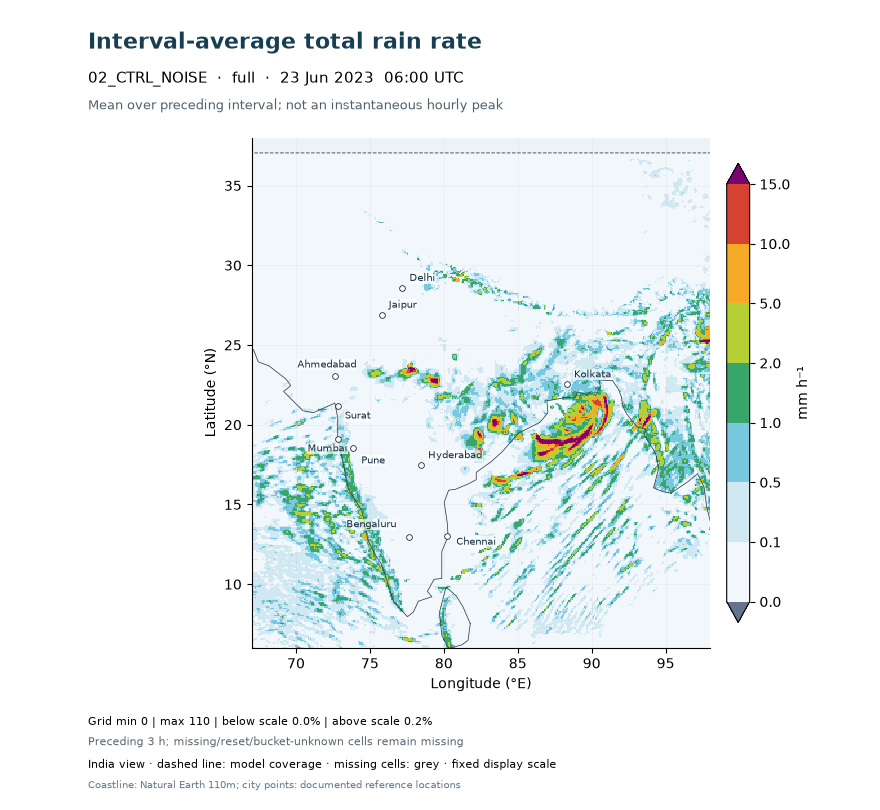 Interval-average total rain rate
02_CTRL_NOISE · full · 23 Jun 2023 06:00 UTC
Mean over preceding interval; not an instantaneous hourly peak
35
30
25
20
15
10
Latitude (°N)
70
75
80
85
90
95
Longitude (°E)
Delhi
Jaipur
Ahmedabad
Kolkata
Surat
Mumbai
Pune
Hyderabad
Bengaluru
Chennai
15.0
10.0
5.0
2.0
1.0
0.5
0.1
0.0
mm h⁻¹
Grid min 0 | max 110 | below scale 0.0% | above scale 0.2%
Preceding 3 h; missing/reset/bucket-unknown cells remain missing
India view · dashed line: model coverage · missing cells: grey · fixed display scale
Coastline: Natural Earth 110m; city points: documented reference locations